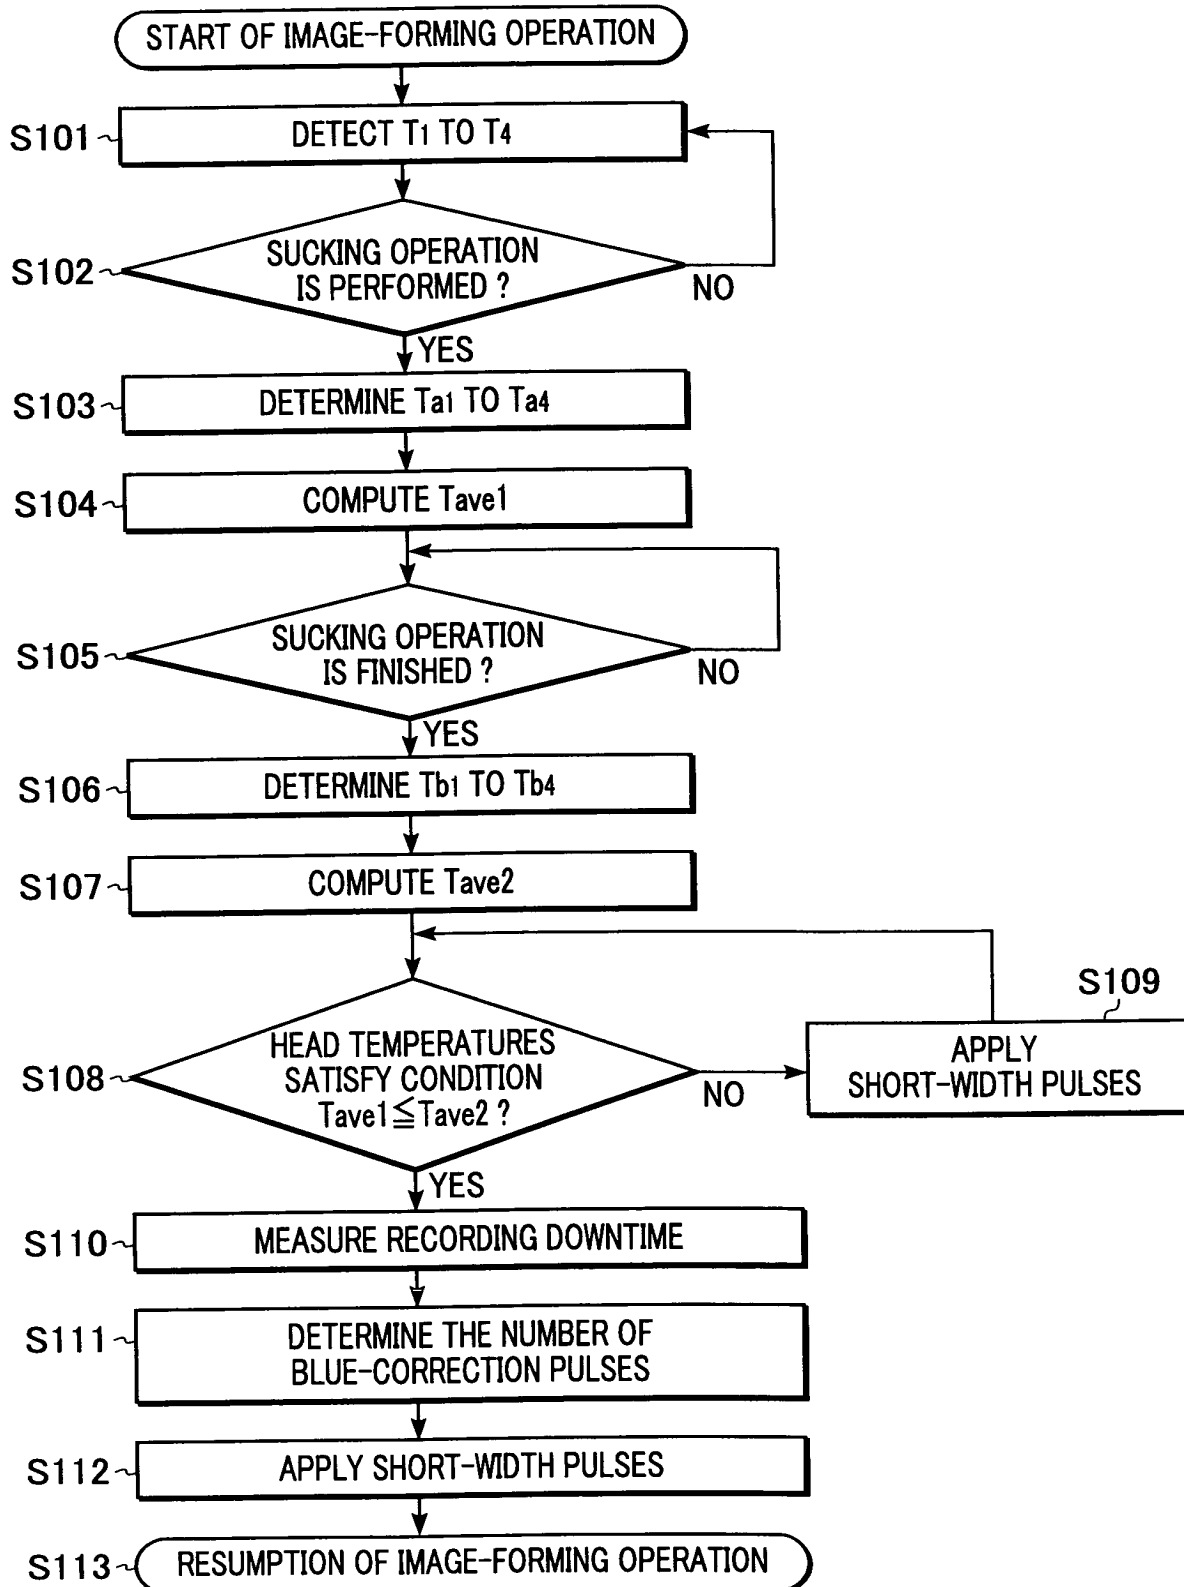 START OF IMAGE-FORMING OPERATION
S101
DETECT T1 TO T4
S102
SUCKING OPERATION
IS PERFORMED ?
NO
YES
S103
DETERMINE Ta1 TO Ta4
S104
COMPUTE Tave1
S105
SUCKING OPERATION
IS FINISHED ?
NO
YES
S106
DETERMINE Tb1 TO Tb4
S107
COMPUTE Tave2
S108
HEAD TEMPERATURES
SATISFY CONDITION
Tave1≦Tave2 ?
NO
S109
APPLY
SHORT-WIDTH PULSES
YES
S110
MEASURE RECORDING DOWNTIME
S111
DETERMINE THE NUMBER OF
BLUE-CORRECTION PULSES
S112
APPLY SHORT-WIDTH PULSES
S113
RESUMPTION OF IMAGE-FORMING OPERATION